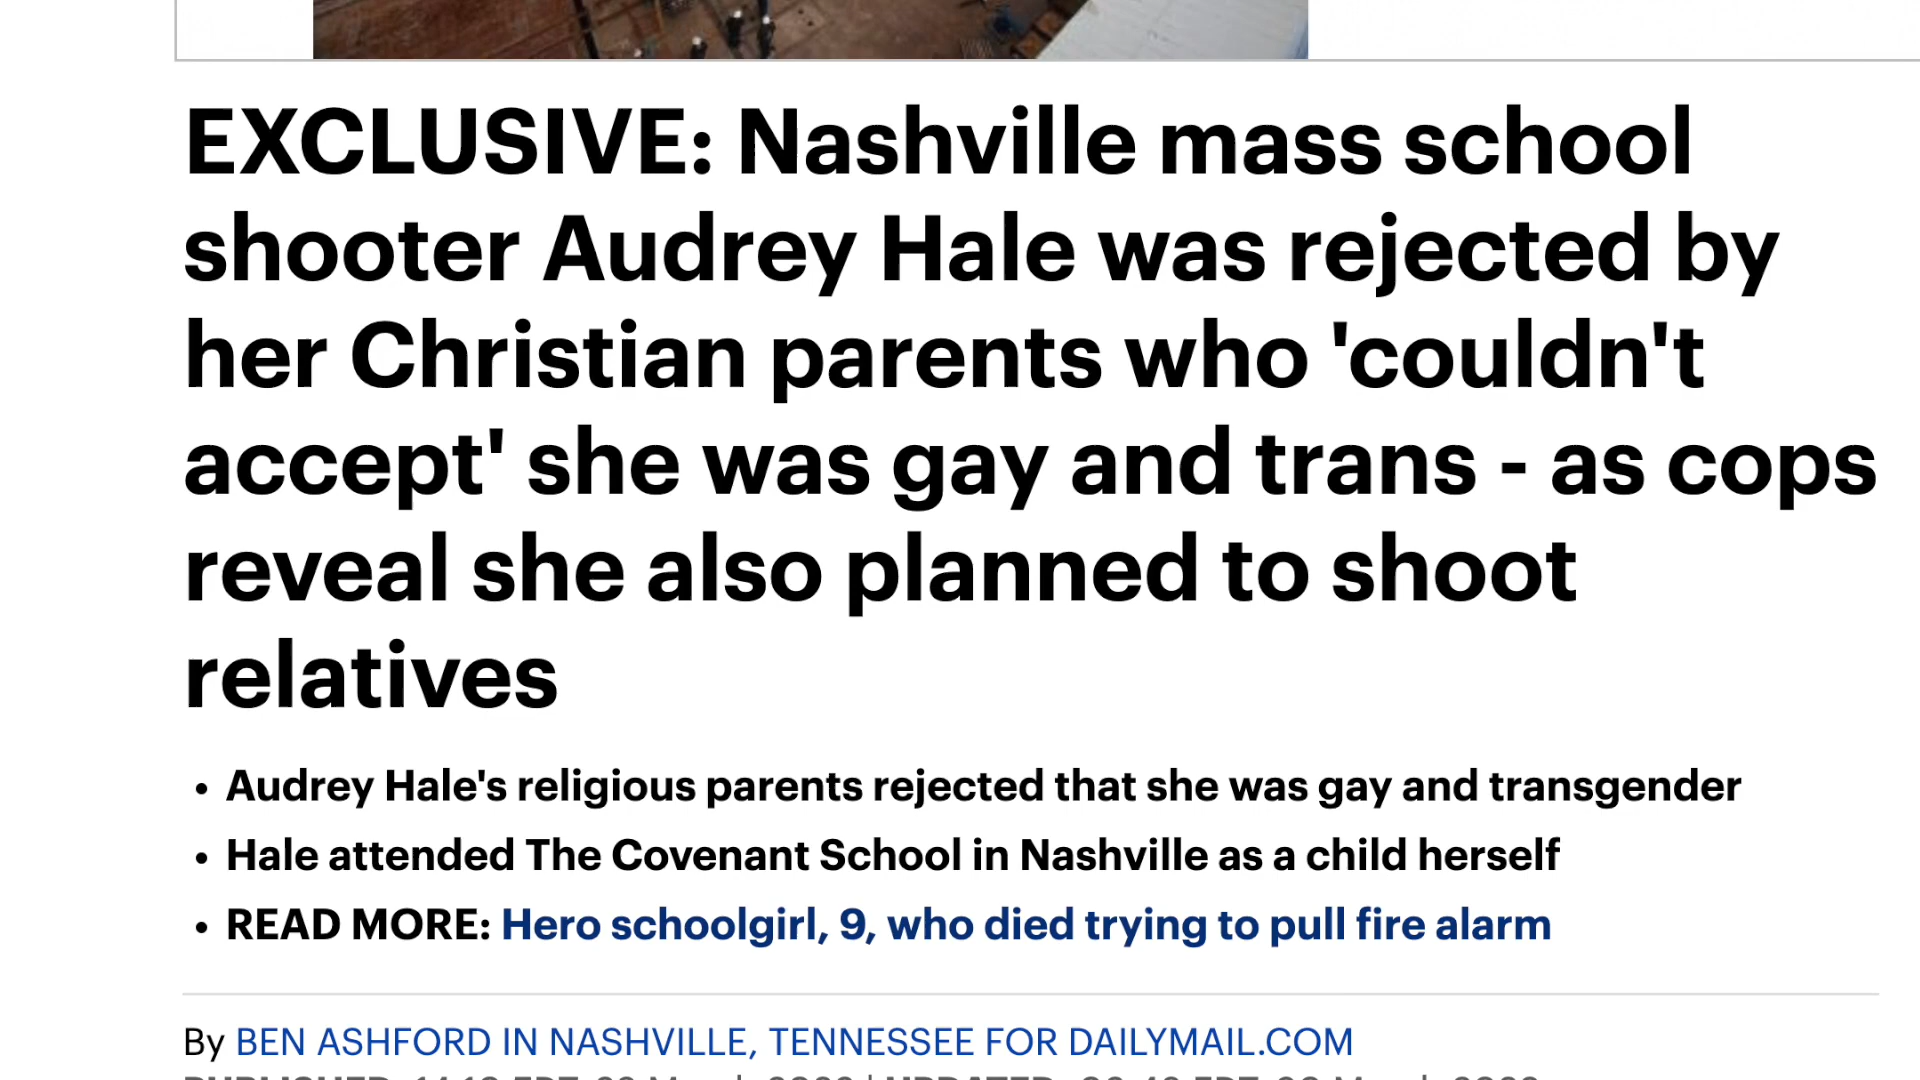 EXCLUSIVE: Nashville mass school
shooter Audrey Hale was rejected by
her Christian parents who 'couldn't
accept' she was gay and trans - as cops
reveal she also planned to shoot
relatives
• Audrey Hale's religious parents rejected that she was gay and transgender
• Hale attended The Covenant School in Nashville as a child herself
• READ MORE: Hero schoolgirl, 9, who died trying to pull fire alarm
By BEN ASHFORD IN NASHVILLE, TENNESSEE FOR DAILYMAIL.COM